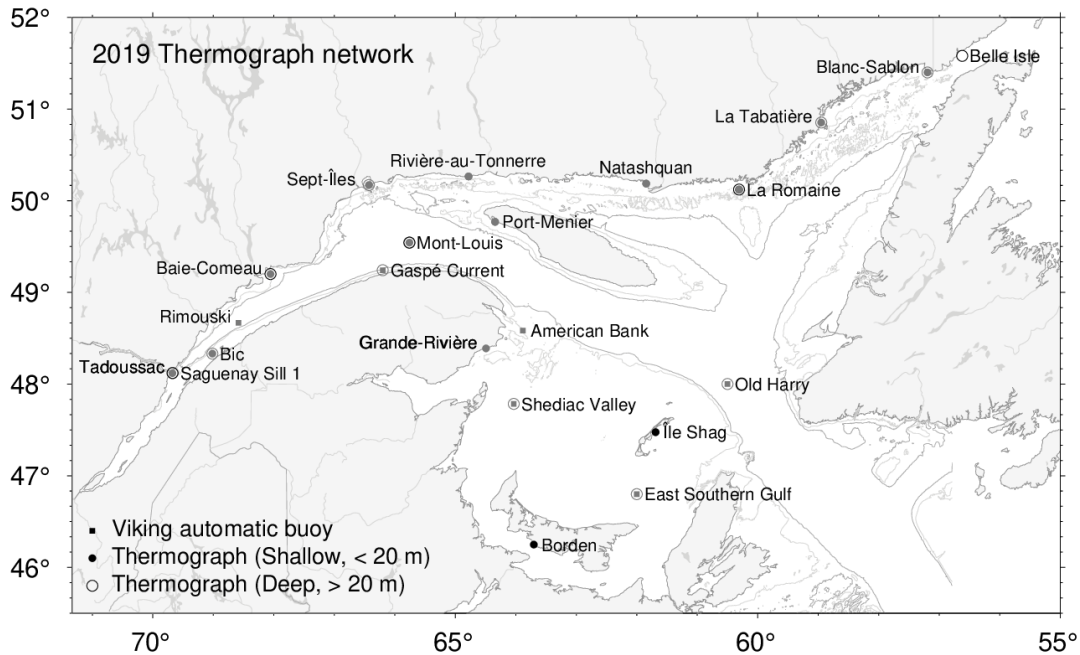 52°
2019 Thermograph network
Blanc-Sablon
Belle Isle
51°
La Tabatière
Rivière-au-Tonnerre
Natashquan
Sept-Îles
La Romaine
50°
Port-Menier
Mont-Louis
Baie-Comeau
Gaspé Current
49°
Rimouski
American Bank
Grande-Rivière
Bic
Tadoussac
Saguenay Sill 1
48°
Old Harry
Shediac Valley
Île Shag
47°
East Southern Gulf
Viking automatic buoy
Borden
Thermograph (Shallow, < 20 m)
46°
Thermograph (Deep, > 20 m)
70°
65°
60°
55°